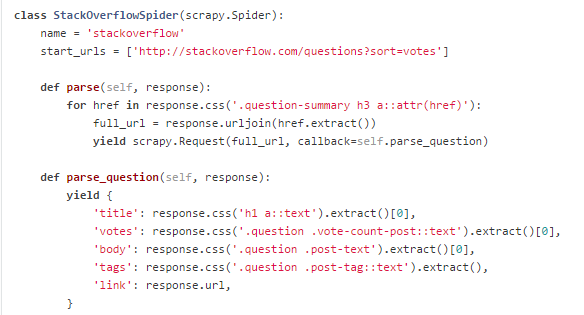 class StackOverflowSpider(scrapy.Spider):
    name = 'stackoverflow'
    start_urls = ['http://stackoverflow.com/questions?sort=votes']

    def parse(self, response):
        for href in response.css('.question-summary h3 a::attr(href)'):
            full_url = response.urljoin(href.extract())
            yield scrapy.Request(full_url, callback=self.parse_question)

    def parse_question(self, response):
        yield {
            'title': response.css('h1 a::text').extract()[0],
            'votes': response.css('.question .vote-count-post::text').extract()[0],
            'body': response.css('.question .post-text').extract()[0],
            'tags': response.css('.question .post-tag::text').extract(),
            'link': response.url,
        }